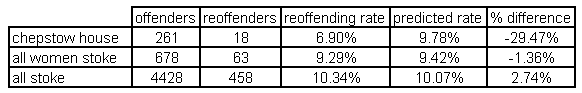 offenders reoffenders reoffending rate predicted rate % difference
chepstow house 261 18 6.90% 9.78% -29.47%
all women stoke 678 63 9.29% 9.42% -1.36%
all stoke 4428 458 10.34% 10.07% 2.74%